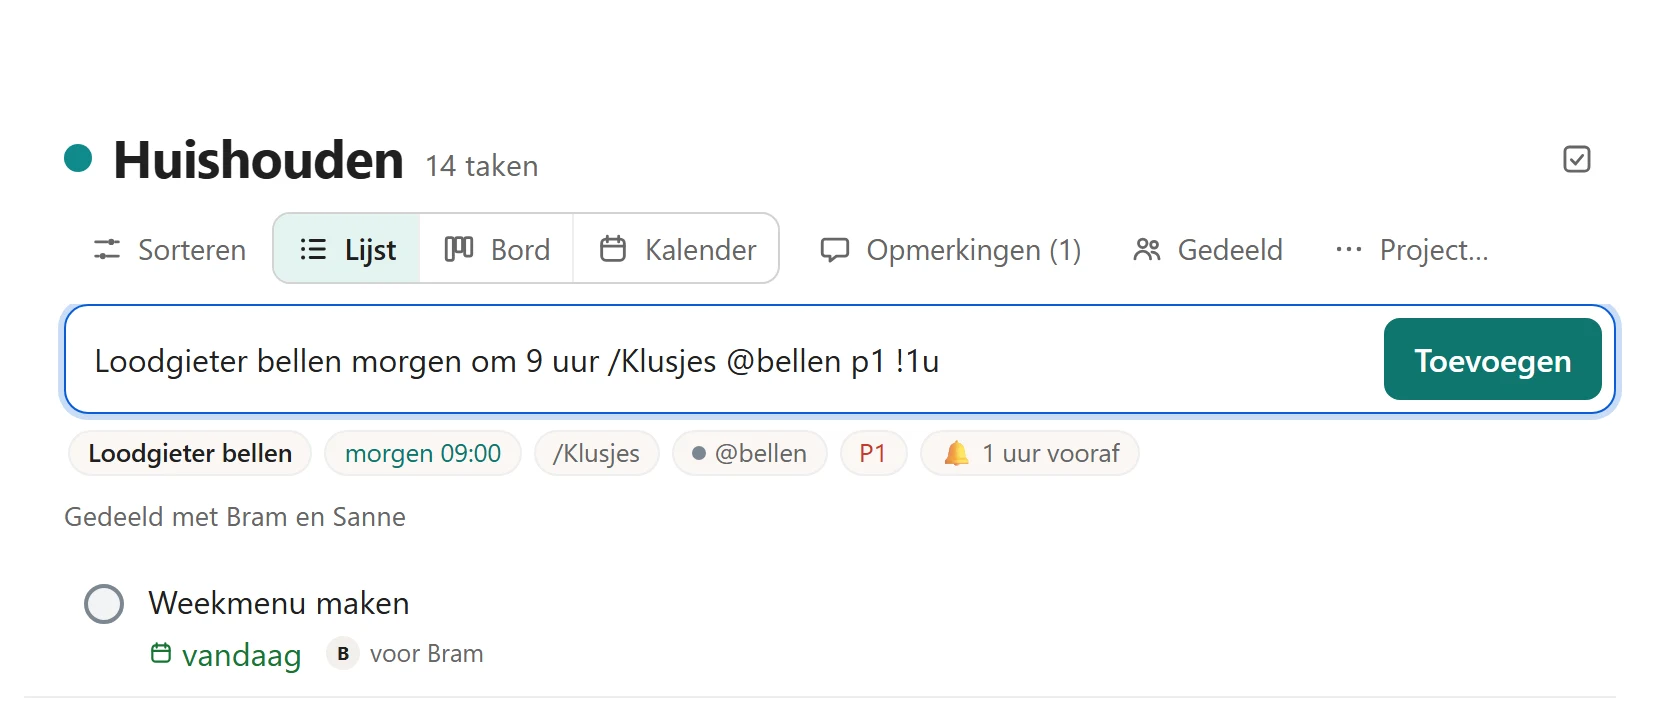 Huishouden 14 taken
Sorteren Lijst Bord Kalender Opmerkingen (1) Gedeeld Project...
Loodgieter bellen morgen om 9 uur /Klusjes @bellen p1 !1u Toevoegen
Loodgieter bellen morgen 09:00 /Klusjes @bellen P1 1 uur vooraf
Gedeeld met Bram en Sanne
Weekmenu maken
vandaag B voor Bram